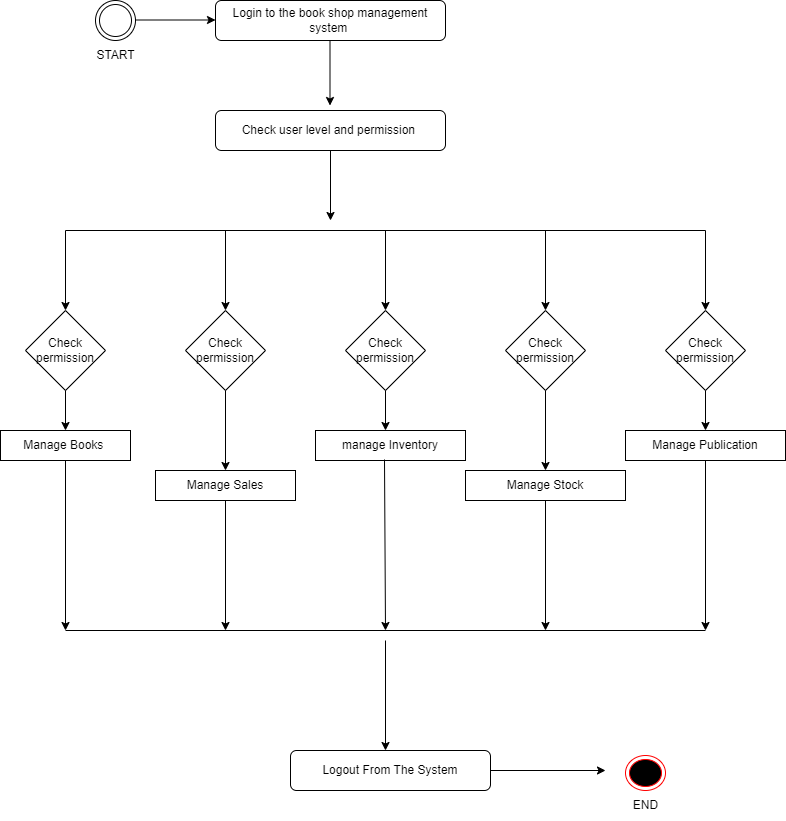 Login to the book shop management
system
START
Check user level and permission
Check
permission
Check
permission
Check
permission
Check
permission
Check
permission
Manage Books
manage Inventory
Manage Publication
Manage Sales
Manage Stock
Logout From The System
END